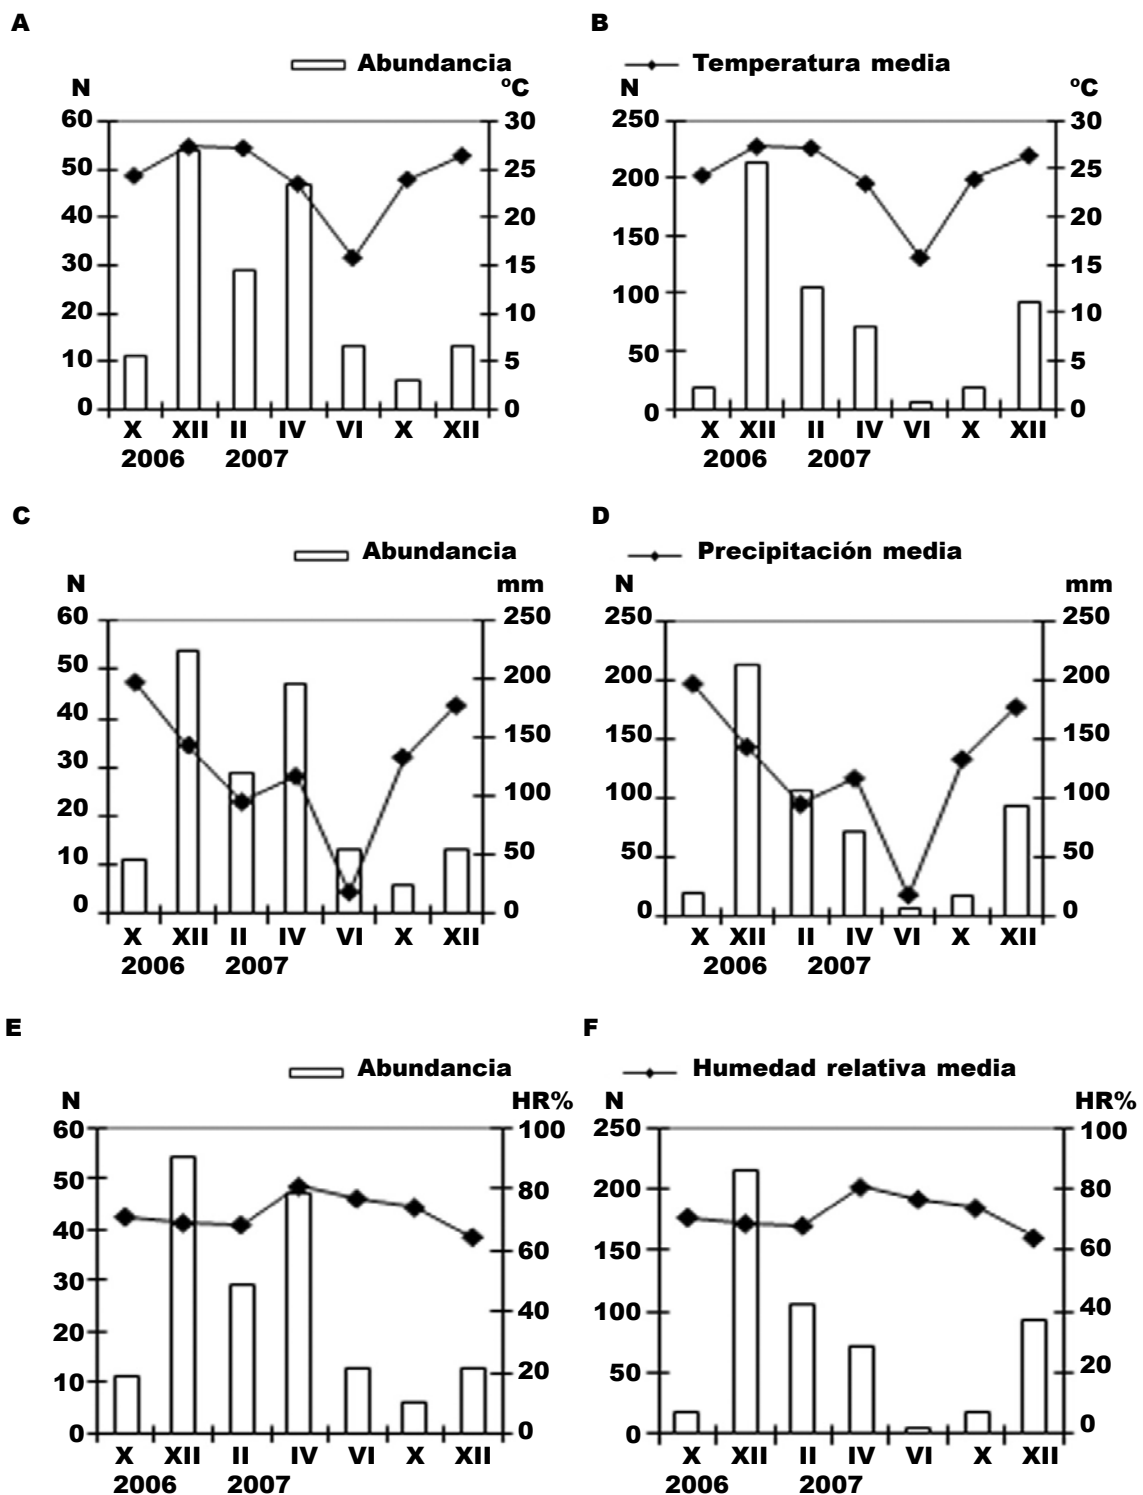 A B
Abundancia Temperatura media
N ºC N ºC
60 30 250 30
50 25 200 25
40 20 150 20
30 15 100 15
20 10 50 10
10 5 0 5
0 0 0
X XII II IV VI X XII X XII II IV VI X XII
2006 2007 2006 2007
C D
Abundancia Precipitación media
N mm N mm
60 250 250 250
50 200 200 200
40 150 150 150
30 100 100 100
20 50 50 50
10 0 0 0
0
X XII II IV VI X XII X XII II IV VI X XII
2006 2007 2006 2007
E F
Abundancia Humedad relativa media
N HR% N HR%
60 100 250 100
50 80 200 80
40 60 150 60
30 40 100 40
20 20 50 20
10 0 0 0
0
X XII II IV VI X XII X XII II IV VI X XII
2006 2007 2006 2007